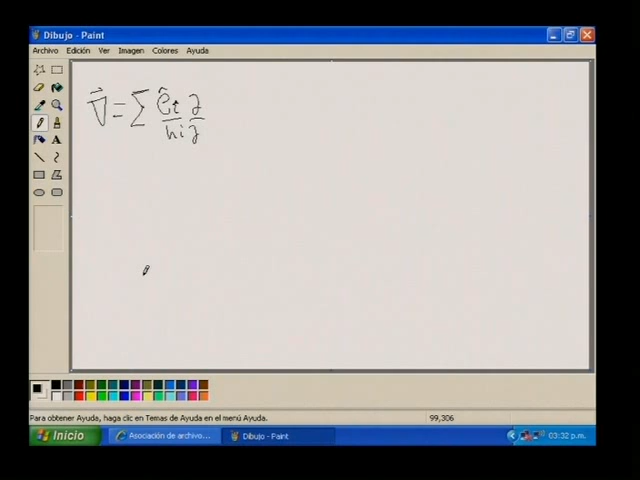 Dibujo - Paint
Archivo Edición Ver Imagen Colores Ayuda
∇⃗ = Σ êᵢ/hᵢ ∂/∂
Para obtener Ayuda, haga clic en Temas de Ayuda en el menú Ayuda.
99,306
Inicio
Asociación de archivo...
Dibujo - Paint
03:32 p.m.